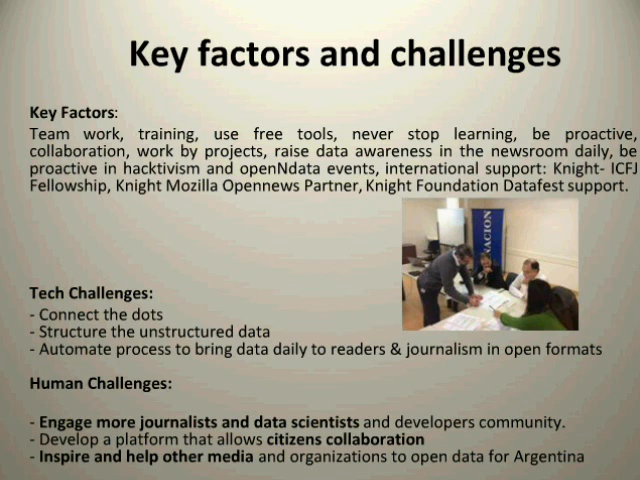 Key factors and challenges
Key Factors:
Team work, training, use free tools, never stop learning, be proactive,
collaboration, work by projects, raise data awareness in the newsroom daily, be
proactive in hacktivism and openNdata events, international support: Knight- ICFJ
Fellowship, Knight Mozilla Opennews Partner, Knight Foundation Datafest support.
NACION
Tech Challenges:
- Connect the dots
- Structure the unstructured data
- Automate process to bring data daily to readers & journalism in open formats
Human Challenges:
- Engage more journalists and data scientists and developers community.
- Develop a platform that allows citizens collaboration
- Inspire and help other media and organizations to open data for Argentina